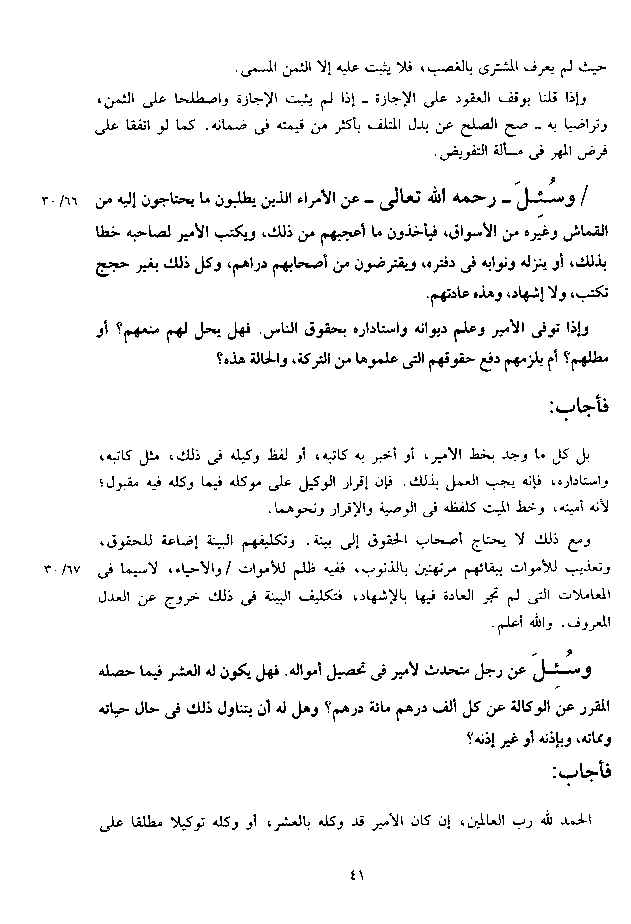 حيث لم يعرف المشترى بالغصب، فلا يثبت عليه إلا الثمن المسمى.
وإذا قلنا بوقف العقود على الإجازة ـ إذا لم يثبت الإجازة واصطلحا على الثمن،
وتراضيا به ـ صح الصلح عن بدل المتلف بأكثر من قيمته فى ضمانه. كما لو اتفقا على
فرض المهر فى مسألة التفويض.
/ وسُئِلَ ـ رحمه الله تعالى ـ عن الأمراء الذين يطلبون ما يحتاجون إليه من ٣٠/٦٦
القماش وغيره من الأسواق، فيأخذون ما أعجبهم من ذلك، ويكتب الأمير لصاحبه خطا
بذلك، أو ينزله ونوابه فى دفتره، ويقترضون من أصحابهم دراهم، وكل ذلك بغير حجج
تكتب، ولا إشهاد، وهذه عادتهم.
وإذا توفى الأمير وعلم ديوانه واستاداره بحقوق الناس. فهل يحل لهم منعهم؟ أو
مطلهم؟ أم يلزمهم دفع حقوقهم التى علموها من التركة، والحالة هذه؟
فأجاب:
بل كل ما وجد بخط الأمير، أو أخبر به كاتبه، أو لفظ وكيله فى ذلك، مثل كاتبه،
واستاداره، فإنه يجب العمل بذلك. فإن إقرار الوكيل على موكله فيما وكله فيه مقبول؛
لأنه أمينه، وخط الميت كلفظه فى الوصية والإقرار ونحوهما.
ومع ذلك لا يحتاج أصحاب الحقوق إلى بينة. وتكليفهم البينة إضاعة للحقوق،
وتعذيب للأموات ببقائهم مرتهنين بالذنوب، ففيه ظلم للأموات / والأحياء، لاسيما فى ٣٠/٦٧
المعاملات التى لم تجر العادة فيها بالإشهاد، فتكليف البينة فى ذلك خروج عن العدل
المعروف. والله أعلم.
وسُئِلَ عن رجل متحدث لأمير فى تحصيل أمواله. فهل يكون له العشر فيما حصله
المقرر عن الوكالة عن كل ألف درهم مائة درهم؟ وهل له أن يتناول ذلك فى حال حياته
ومماته، وبإذنه أو غير إذنه؟
فأجاب:
الحمد لله رب العالمين، إن كان الأمير قد وكله بالعشر، أو وكله توكيلا مطلقا على
٤١